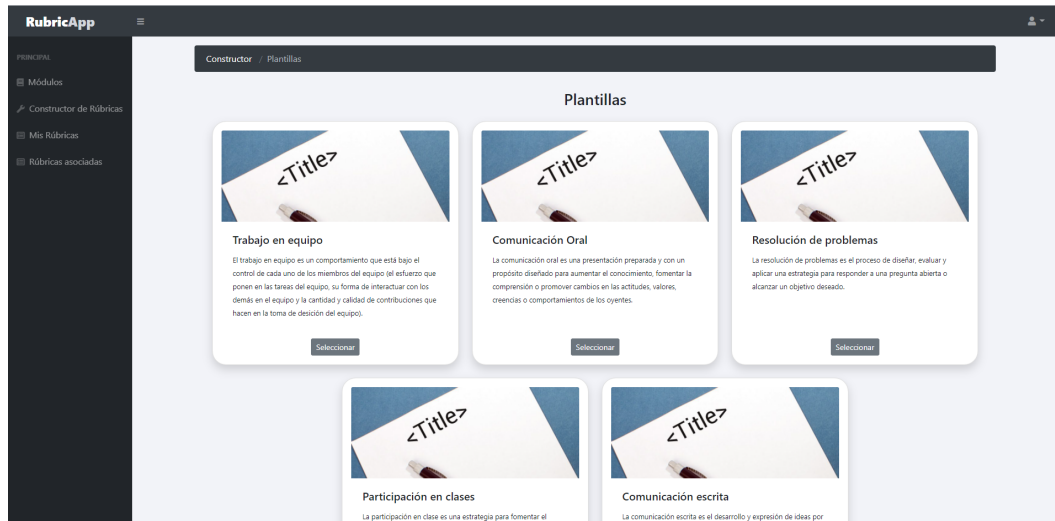 RubricApp
PRINCIPAL
Módulos
Constructor de Rúbricas
Mis Rúbricas
Rúbricas asociadas
Constructor / Plantillas
Plantillas
<Title>
Trabajo en equipo
El trabajo en equipo es un comportamiento que está bajo el
control de cada uno de los miembros del equipo (el esfuerzo que
ponen en las tareas del equipo, su forma de interactuar con los
demás en el equipo y la cantidad y calidad de contribuciones que
hacen en la toma de desición del equipo).
Seleccionar
<Title>
Comunicación Oral
La comunicación oral es una presentación preparada y con un
propósito diseñado para aumentar el conocimiento, fomentar la
comprensión o promover cambios en las actitudes, valores,
creencias o comportamientos de los oyentes.
Seleccionar
<Title>
Resolución de problemas
La resolución de problemas es el proceso de diseñar, evaluar y
aplicar una estrategia para responder a una pregunta abierta o
alcanzar un objetivo deseado.
Seleccionar
<Title>
Participación en clases
La participación en clase es una estrategia para fomentar el
<Title>
Comunicación escrita
La comunicación escrita es el desarrollo y expresión de ideas por